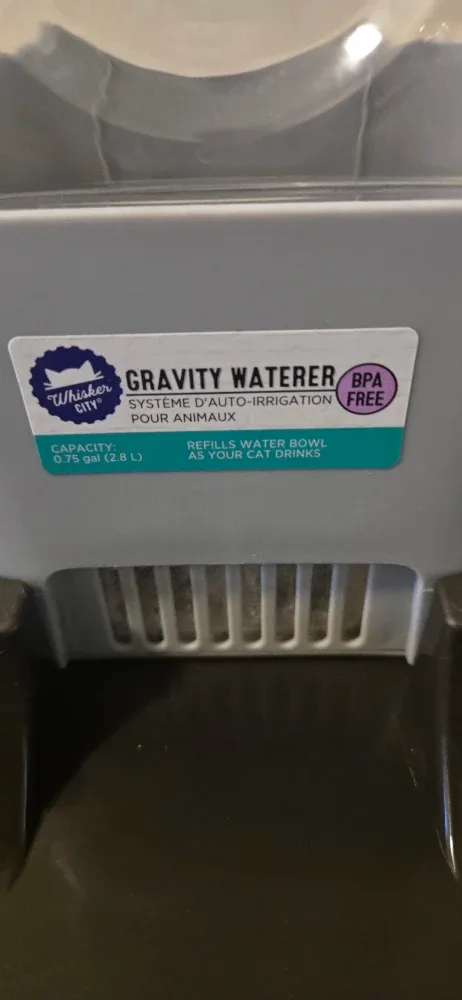 Whisker
CITY®
GRAVITY WATERER
SYSTÈME D'AUTO-IRRIGATION
POUR ANIMAUX
BPA
FREE
CAPACITY:
0.75 gal (2.8 L)
REFILLS WATER BOWL
AS YOUR CAT DRINKS